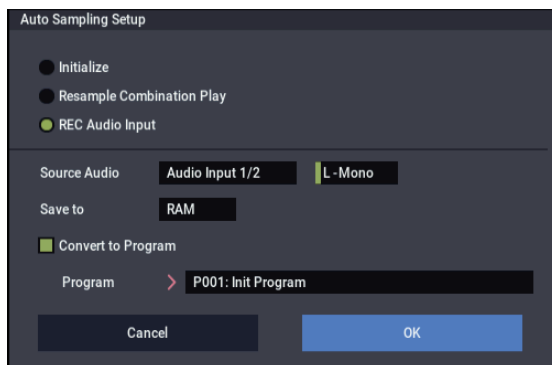 Auto Sampling Setup
Initialize
Resample Combination Play
REC Audio Input
Source Audio Audio Input 1/2 L-Mono
Save to RAM
Convert to Program
Program P001: Init Program
Cancel OK